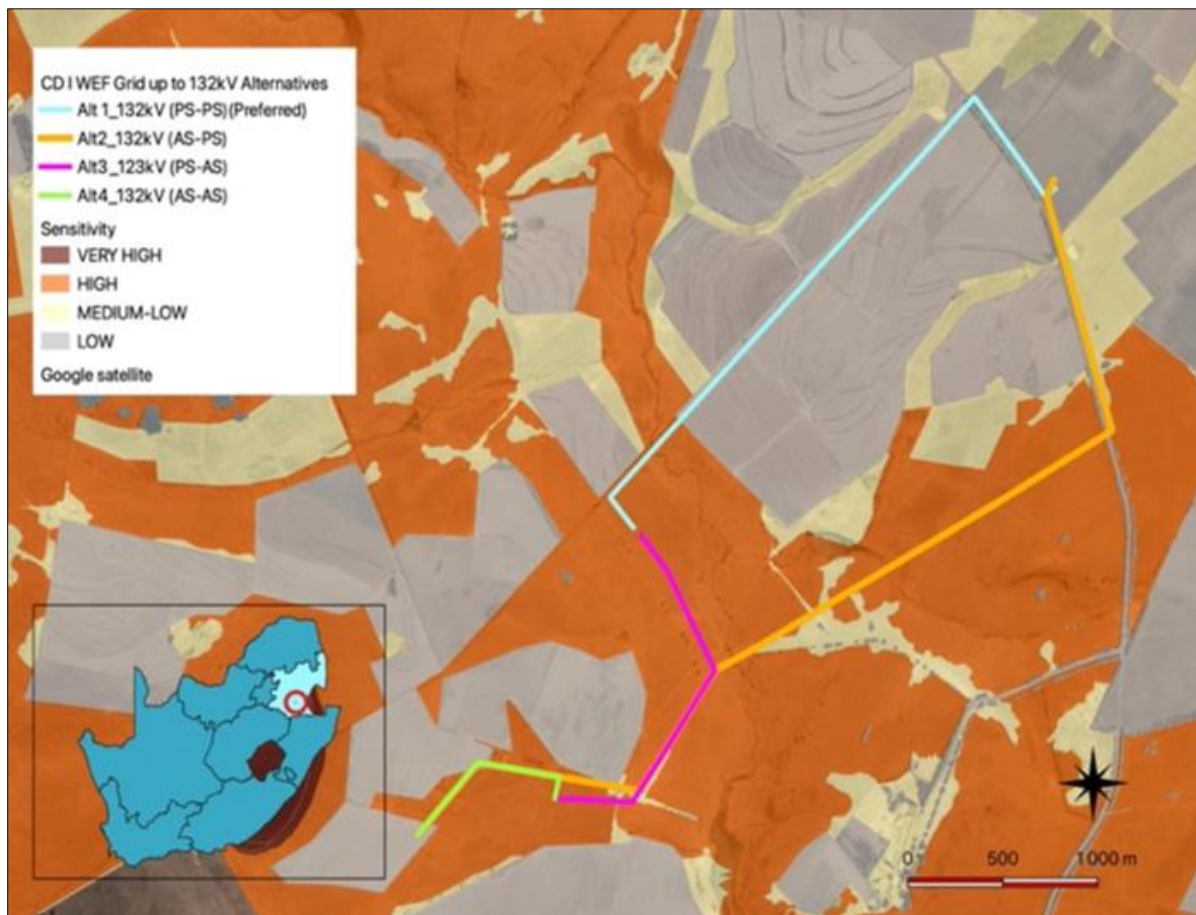 CD I WEF Grid up to 132kV Alternatives
Alt 1_132kV (PS-PS)(Preferred)
Alt2_132kV (AS-PS)
Alt3_123kV (PS-AS)
Alt4_132kV (AS-AS)
Sensitivity
VERY HIGH
HIGH
MEDIUM-LOW
LOW
Google satellite
0 500 1000 m